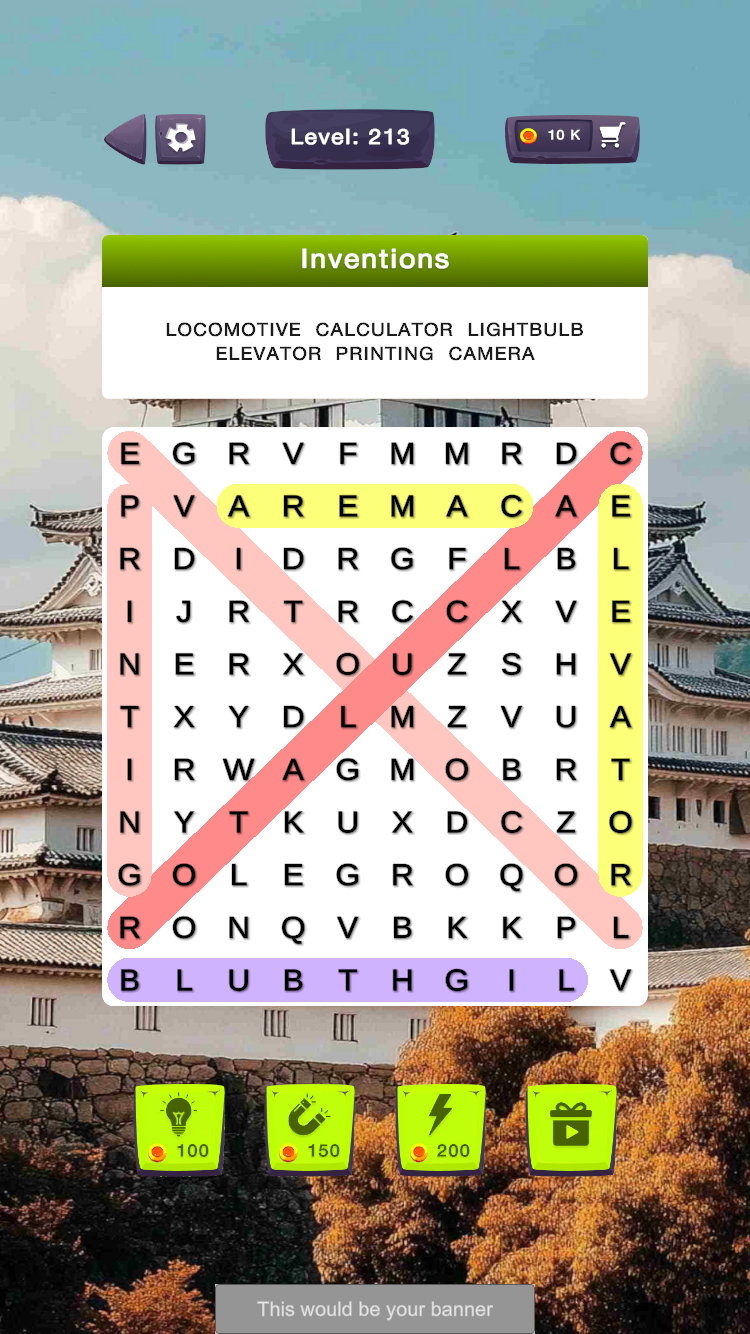 Level: 213
10 K
Inventions
LOCOMOTIVE CALCULATOR LIGHTBULB
ELEVATOR PRINTING CAMERA
E G R V F M M R D C
P V A R E M A C A E
R D I D R G F L B L
I J R T R C C X V E
N E R X O U Z S H V
T X Y D L M Z V U A
I R W A G M O B R T
N Y T K U X D C Z O
G O L E G R O Q O R
R O N Q V B K K P L
B L U B T H G I L V
100 150 200
This would be your banner